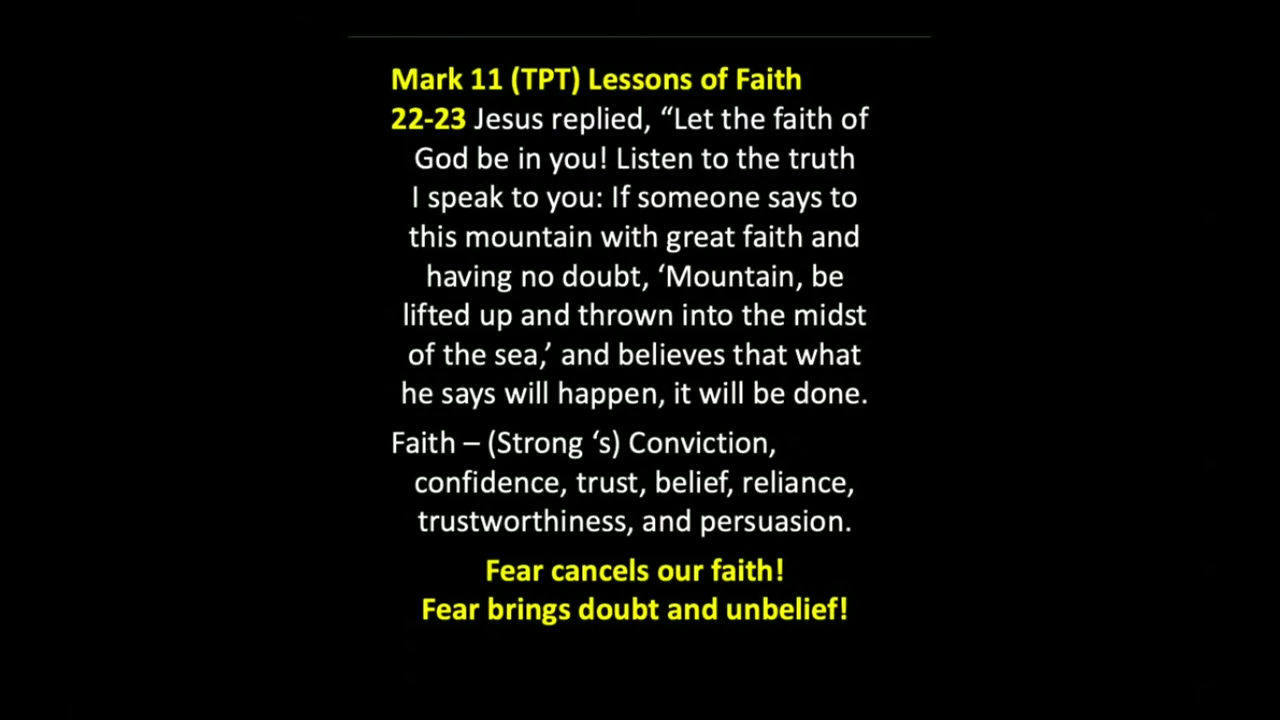 Mark 11 (TPT) Lessons of Faith
22-23 Jesus replied, “Let the faith of
God be in you! Listen to the truth
I speak to you: If someone says to
this mountain with great faith and
having no doubt, ‘Mountain, be
lifted up and thrown into the midst
of the sea,’ and believes that what
he says will happen, it will be done.
Faith – (Strong ‘s) Conviction,
confidence, trust, belief, reliance,
trustworthiness, and persuasion.
Fear cancels our faith!
Fear brings doubt and unbelief!